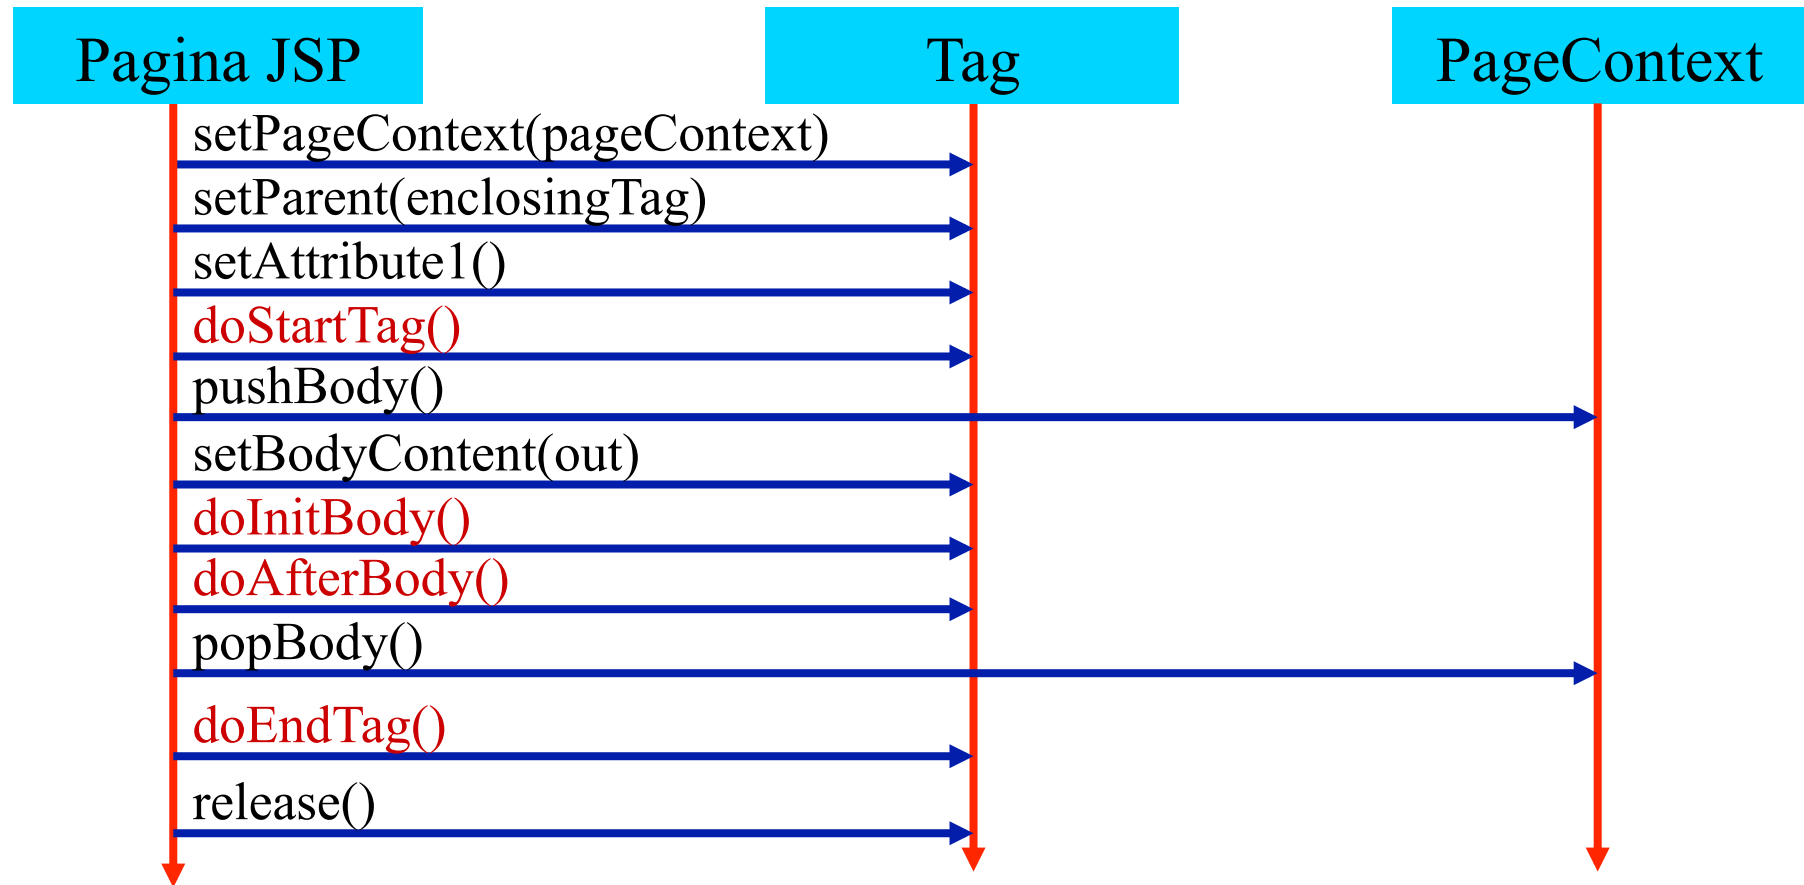 Pagina JSP
Tag
PageContext
setPageContext(pageContext)
setParent(enclosingTag)
setAttribute1()
doStartTag()
pushBody()
setBodyContent(out)
doInitBody()
doAfterBody()
popBody()
doEndTag()
release()